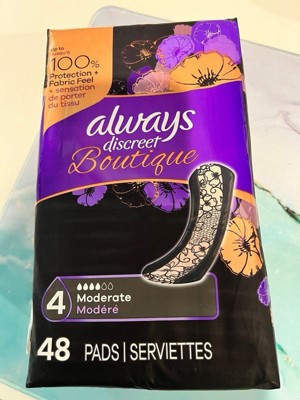 up to
100%
Protection +
Fabric Feel
+ sensation
de porter
du tissu
always
discreet
Boutique
4
Moderate
Modéré
48 PADS | SERVIETTES